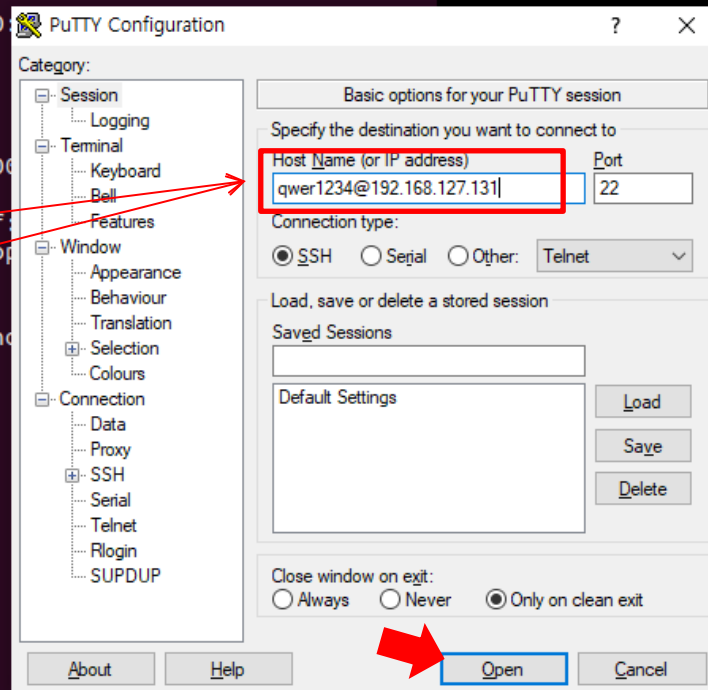 PuTTY Configuration
? 
Category:
Session
Logging
Terminal
Keyboard
Bell
Features
Window
Appearance
Behaviour
Translation
Selection
Colours
Connection
Data
Proxy
SSH
Serial
Telnet
Rlogin
SUPDUP
Basic options for your PuTTY session
Specify the destination you want to connect to
Host Name (or IP address) Port
qwer1234@192.168.127.131 22
Connection type:
SSH Serial Other: Telnet
Load, save or delete a stored session
Saved Sessions
Default Settings
Load
Save
Delete
Close window on exit:
Always Never Only on clean exit
About Help Open Cancel